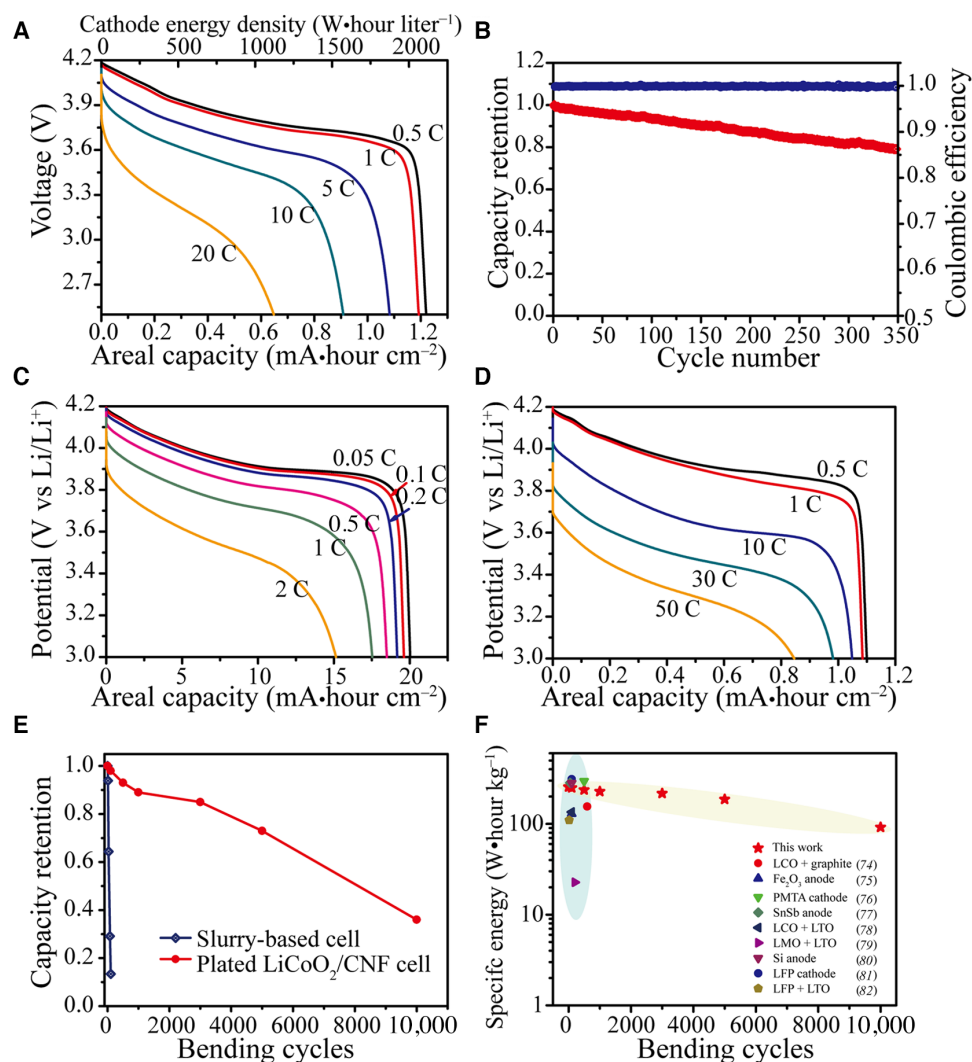 A
Cathode energy density (W•hour liter⁻¹)
0 500 1000 1500 2000
4.2
3.9
3.6
3.3
3.0
2.7
Voltage (V)
0.5 C
1 C
5 C
10 C
20 C
0.0 0.2 0.4 0.6 0.8 1.0 1.2
Areal capacity (mA•hour cm⁻²)
B
1.2
1.0
0.8
0.6
0.4
0.2
0.0
Capacity retention
1.0
0.9
0.8
0.7
0.6
0.5
Coulombic efficiency
0 50 100 150 200 250 300 350
Cycle number
C
4.2
4.0
3.8
3.6
3.4
3.2
3.0
Potential (V vs Li/Li⁺)
0.05 C
0.1 C
0.2 C
0.5 C
1 C
2 C
0 5 10 15 20
Areal capacity (mA•hour cm⁻²)
D
4.2
4.0
3.8
3.6
3.4
3.2
3.0
Potential (V vs Li/Li⁺)
0.5 C
1 C
10 C
30 C
50 C
0.0 0.2 0.4 0.6 0.8 1.0 1.2
Areal capacity (mA•hour cm⁻²)
E
1.0
0.8
0.6
0.4
0.2
0.0
Capacity retention
Slurry-based cell
Plated LiCoO₂/CNF cell
0 2000 4000 6000 8000 10,000
Bending cycles
F
100
10
1
Specifc energy (W•hour kg⁻¹)
This work
LCO + graphite (74)
Fe₂O₃ anode (75)
PMTA cathode (76)
SnSb anode (77)
LCO + LTO (78)
LMO + LTO (79)
Si anode (80)
LFP cathode (81)
LFP + LTO (82)
0 2000 4000 6000 8000 10,000
Bending cycles